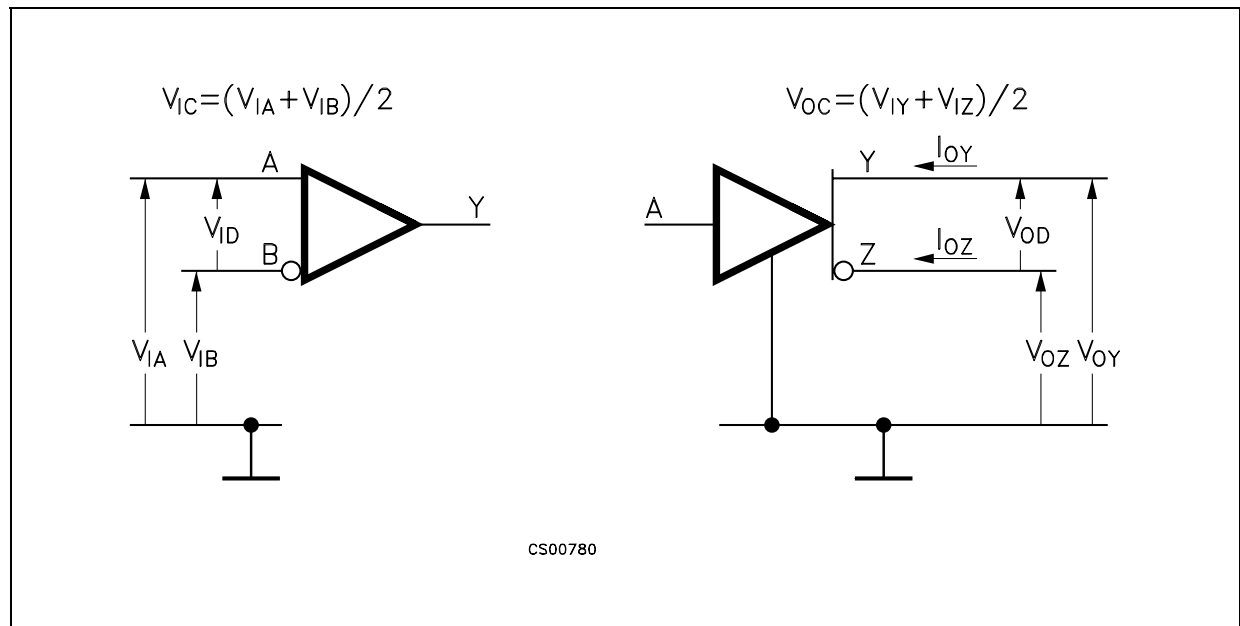 V_IC=(V_IA+V_IB)/2
A
V_ID
B
Y
V_IA
V_IB
V_OC=(V_IY+V_IZ)/2
A
Y
I_OY
Z
I_OZ
V_OD
V_OZ
V_OY
CS00780